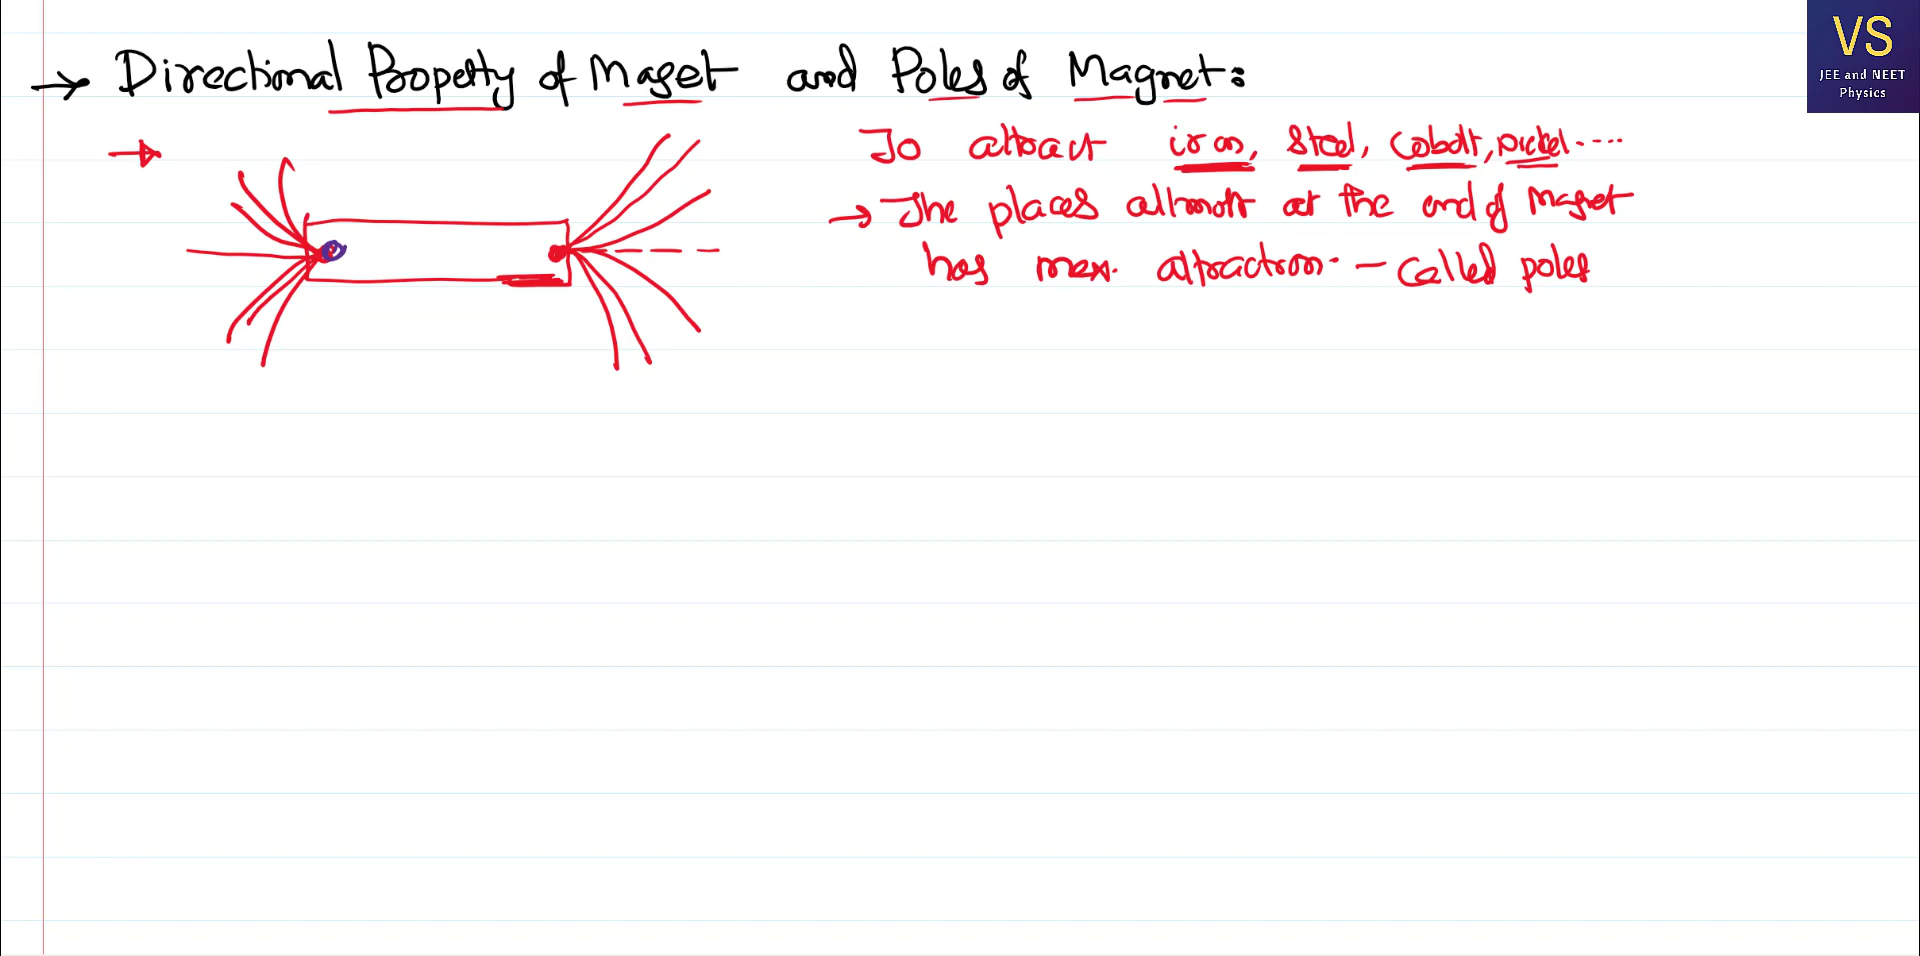 → Directional Property of Maget and Poles of Magnet:
VS
JEE and NEET
Physics
To attract iron, Steel, Cobalt, nickel....
→ The places almost at the end of Magnet
has max. attraction. - Called poles